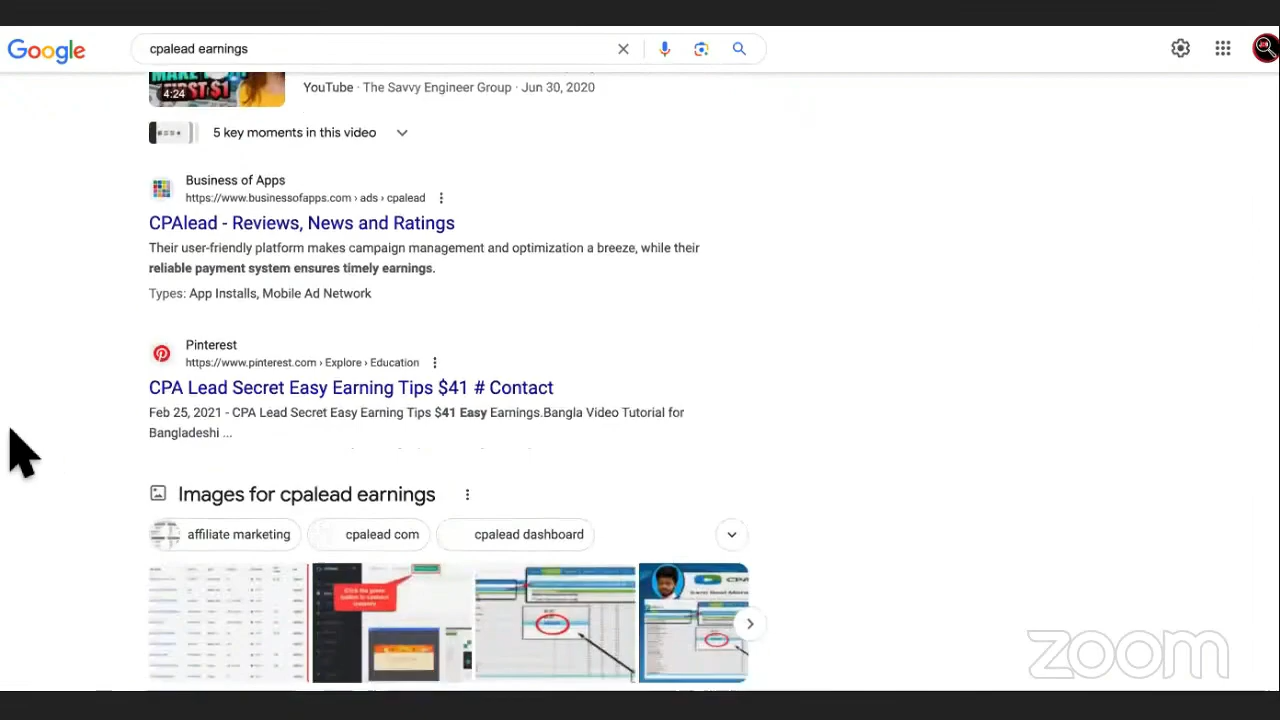 Google
cpalead earnings
MAKE
FIRST $1
4:24
YouTube · The Savvy Engineer Group · Jun 30, 2020
5 key moments in this video
Business of Apps
https://www.businessofapps.com › ads › cpalead
CPAlead - Reviews, News and Ratings
Their user-friendly platform makes campaign management and optimization a breeze, while their
reliable payment system ensures timely earnings.
Types: App Installs, Mobile Ad Network
Pinterest
https://www.pinterest.com › Explore › Education
CPA Lead Secret Easy Earning Tips $41 # Contact
Feb 25, 2021 - CPA Lead Secret Easy Earning Tips $41 Easy Earnings.Bangla Video Tutorial for
Bangladeshi ...
Images for cpalead earnings
affiliate marketing
cpalead com
cpalead dashboard
zoom